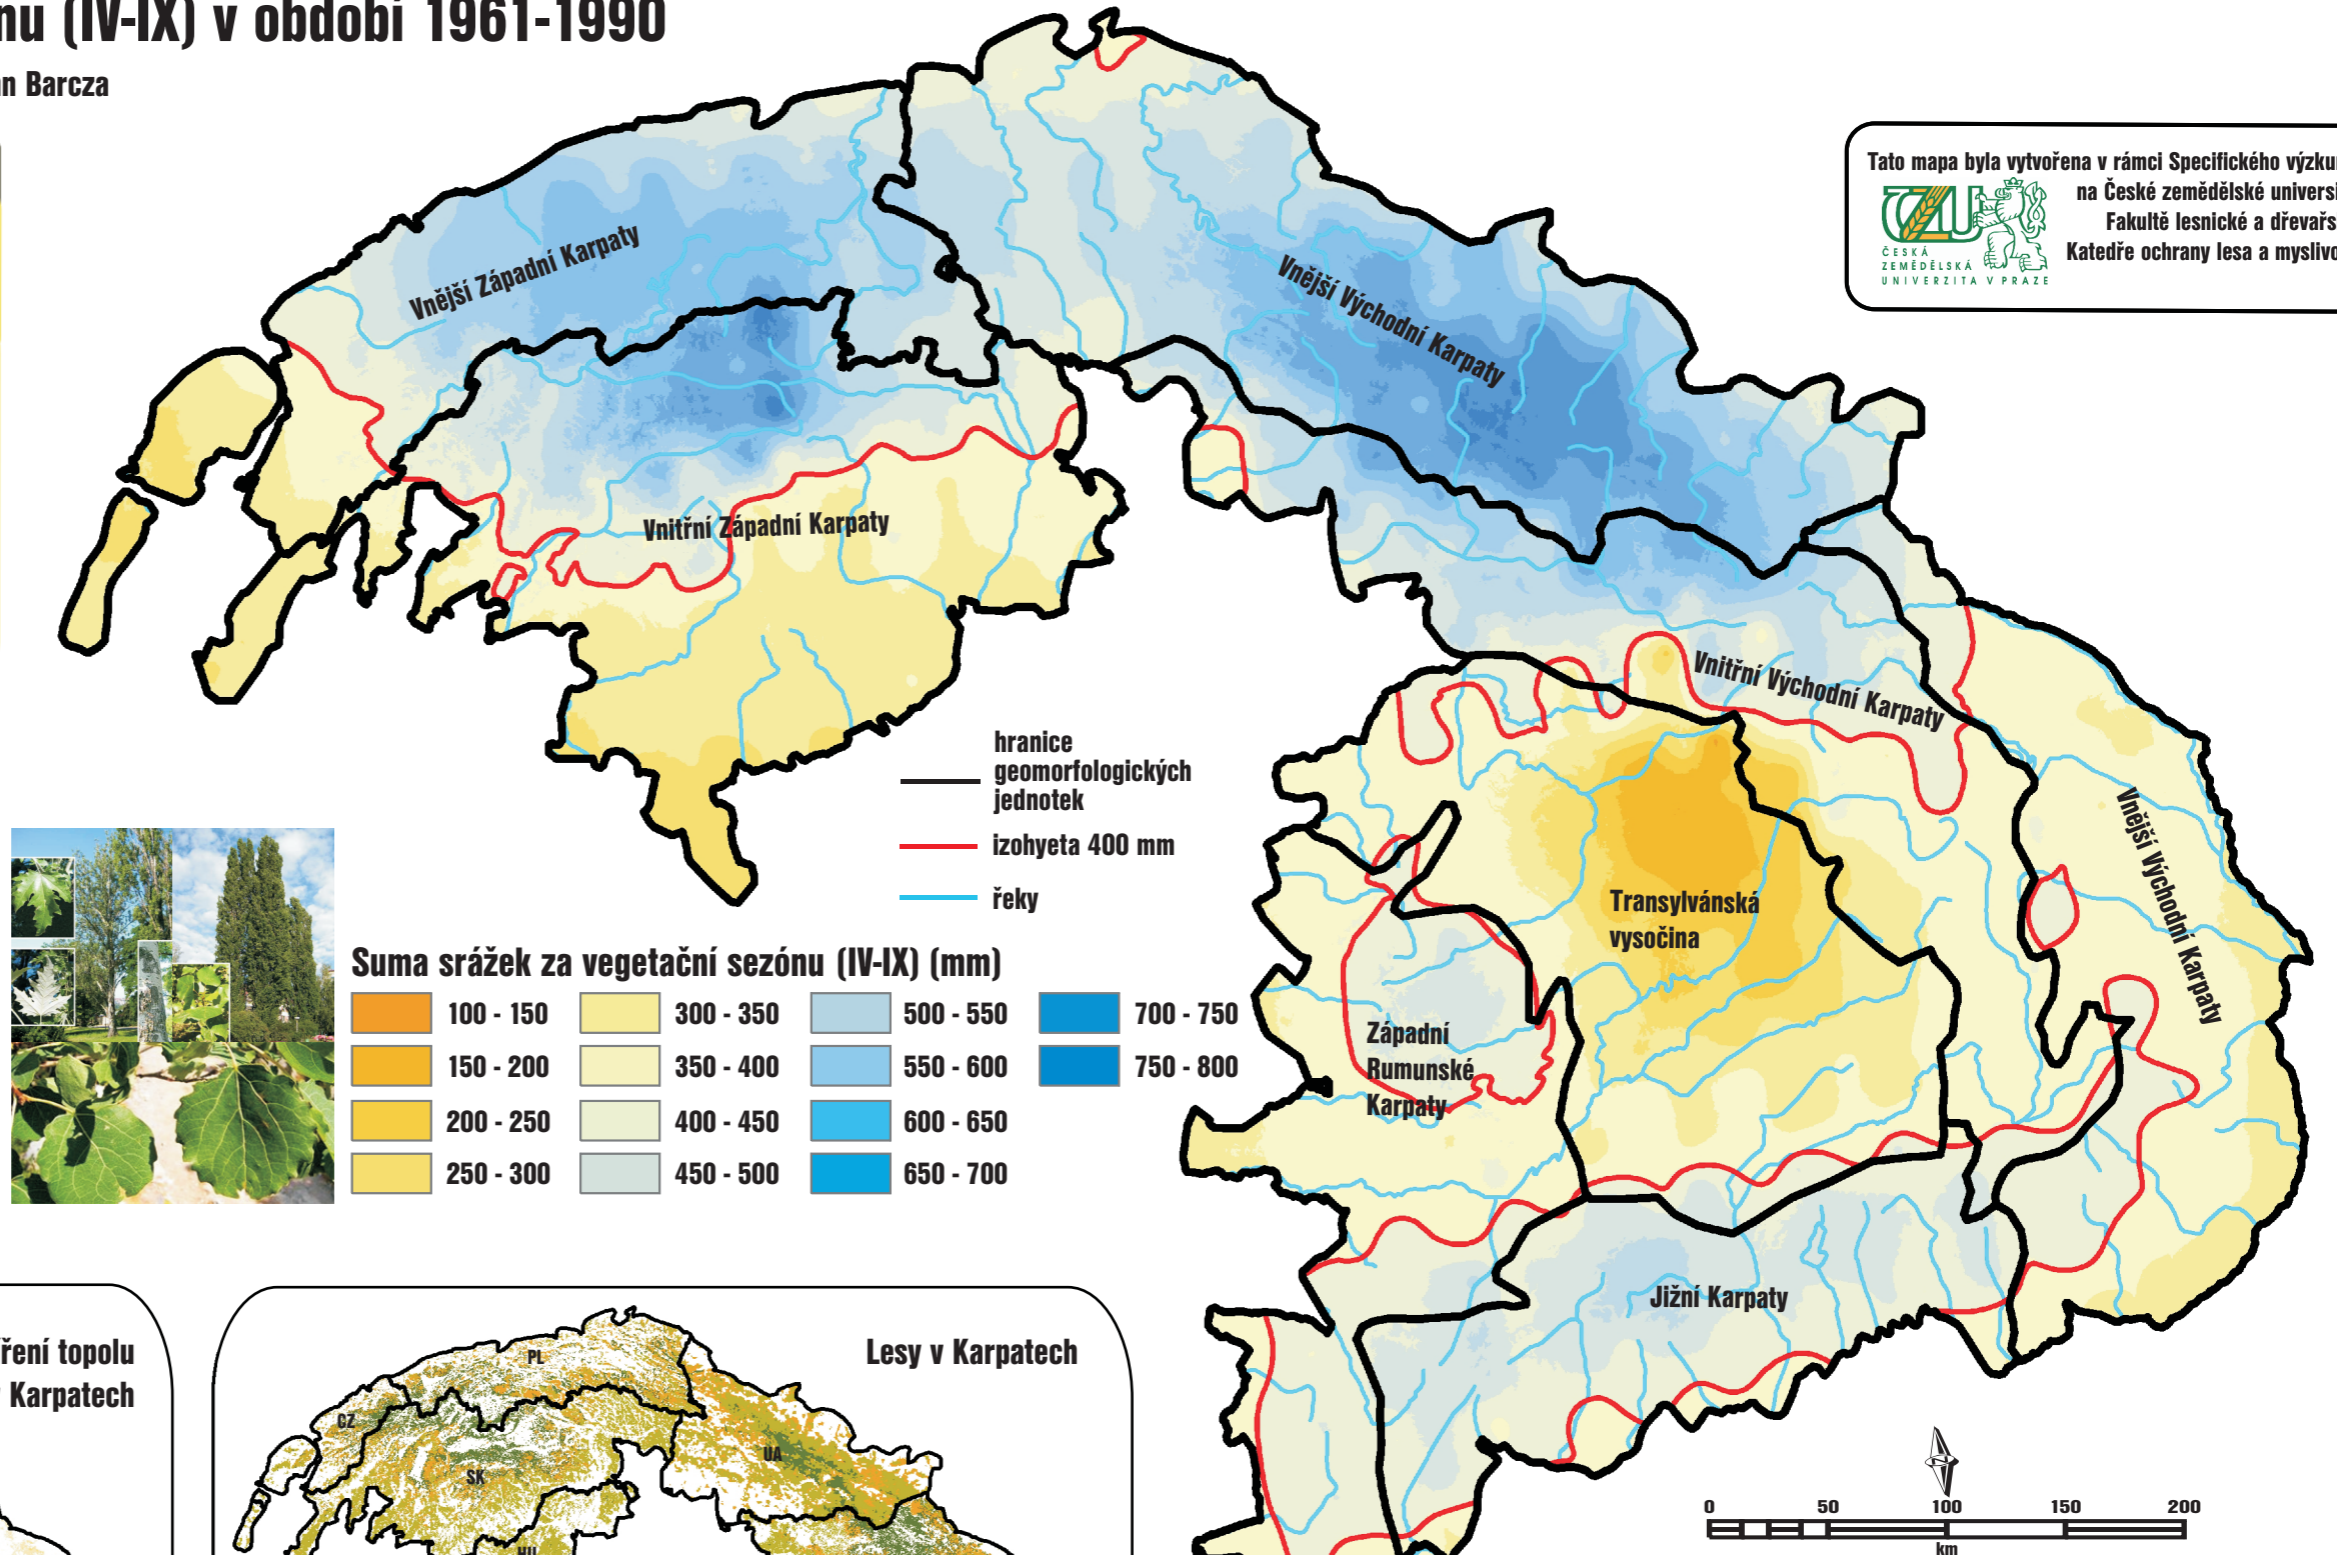 nu (IV-IX) v období 1961-1990
n Barcza
Tato mapa byla vytvořena v rámci Specifického
na České zemědělské
Fakultě lesnické a
Katedře ochrany lesa a
ČZU
ČESKÁ
ZEMĚDĚLSKÁ
UNIVERZITA V PRAZE
Vnější Západní Karpaty
Vnější Východní Karpaty
Vnitřní Západní Karpaty
Vnitřní Východní Karpaty
Vnější Východní Karpaty
Transylvánská
vysočina
Západní
Rumunské
Karpaty
Jižní Karpaty
hranice
geomorfologických
jednotek
izohyeta 400 mm
řeky
Suma srážek za vegetační sezónu (IV-IX) (mm)
100 - 150
150 - 200
200 - 250
250 - 300
300 - 350
350 - 400
400 - 450
450 - 500
500 - 550
550 - 600
600 - 650
650 - 700
700 - 750
750 - 800
ření topolu
Karpatech
Lesy v Karpatech
PL
CZ
SK
UA
HU
0 50 100 150 200
km